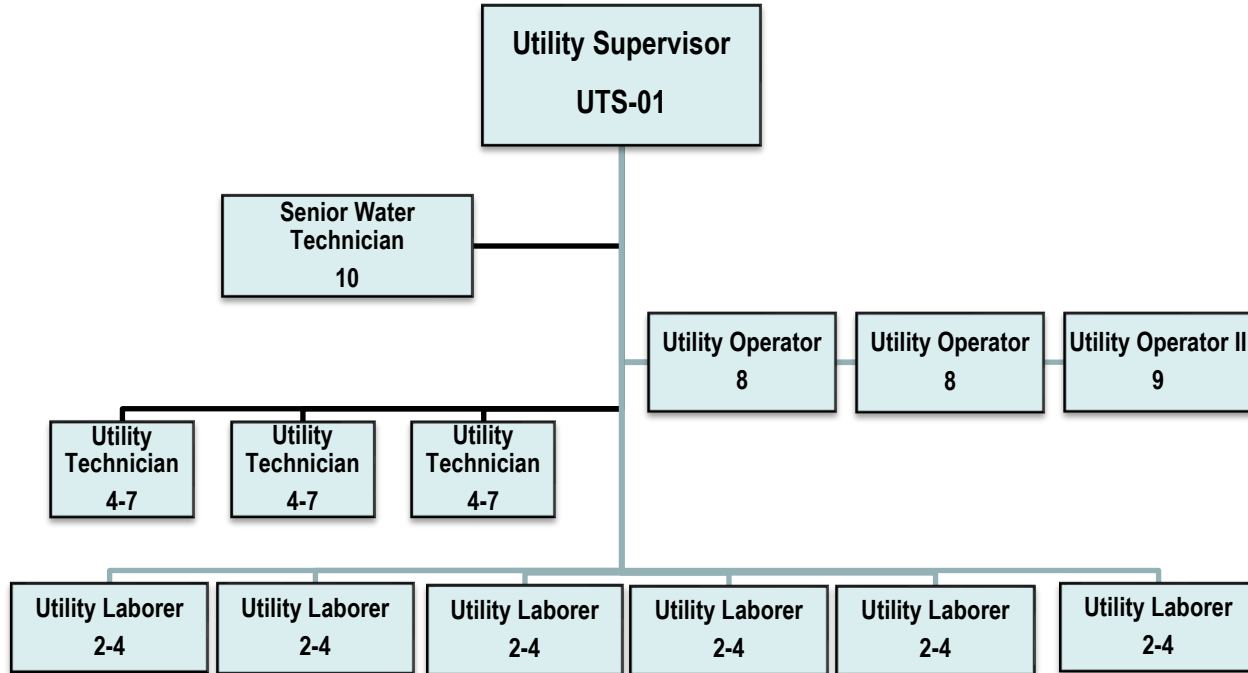 Utility Supervisor
UTS-01
Senior Water
Technician
10
Utility Operator
8
Utility Operator
8
Utility Operator II
9
Utility
Technician
4-7
Utility
Technician
4-7
Utility
Technician
4-7
Utility Laborer
2-4
Utility Laborer
2-4
Utility Laborer
2-4
Utility Laborer
2-4
Utility Laborer
2-4
Utility Laborer
2-4